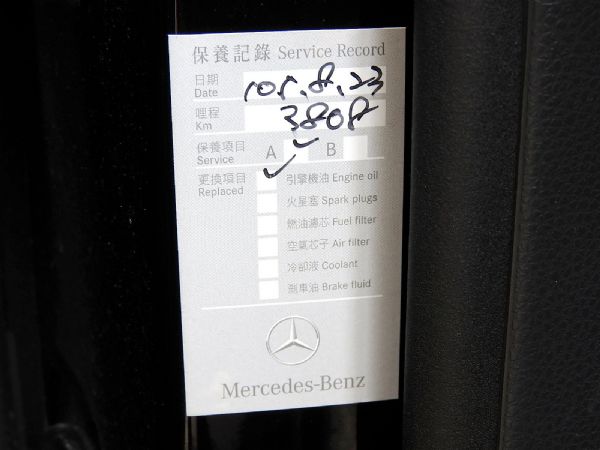 保養記錄 Service Record
日期 Date 105.8.23
哩程 Km 3808
保養項目 Service A ✓ B
更換項目 Replaced ✓ 引擎機油 Engine oil
火星塞 Spark plugs
燃油濾芯 Fuel filter
空氣芯子 Air filter
冷卻液 Coolant
刹車油 Brake fluid
Mercedes-Benz